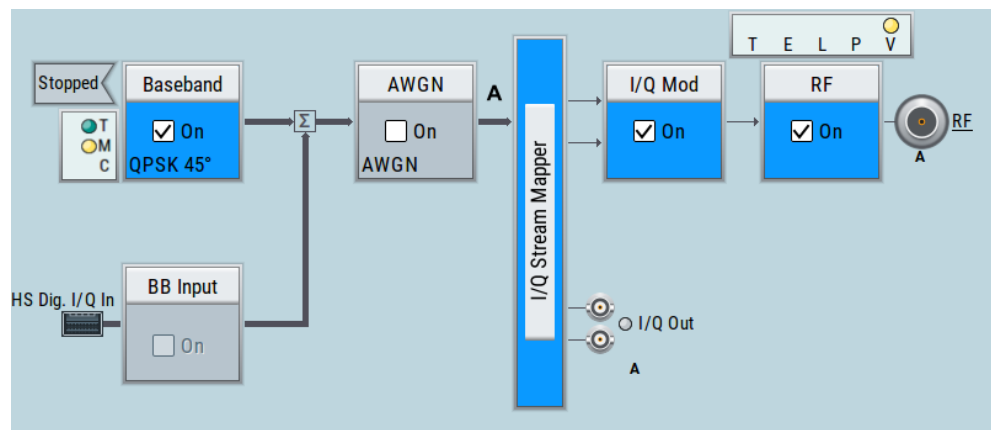 T E L P V
Stopped
Baseband
On
QPSK 45°
T
M
C
Σ
AWGN
On
AWGN
A
I/Q Stream Mapper
I/Q Mod
On
RF
On
RF
A
HS Dig. I/Q In
BB Input
On
I/Q Out
A